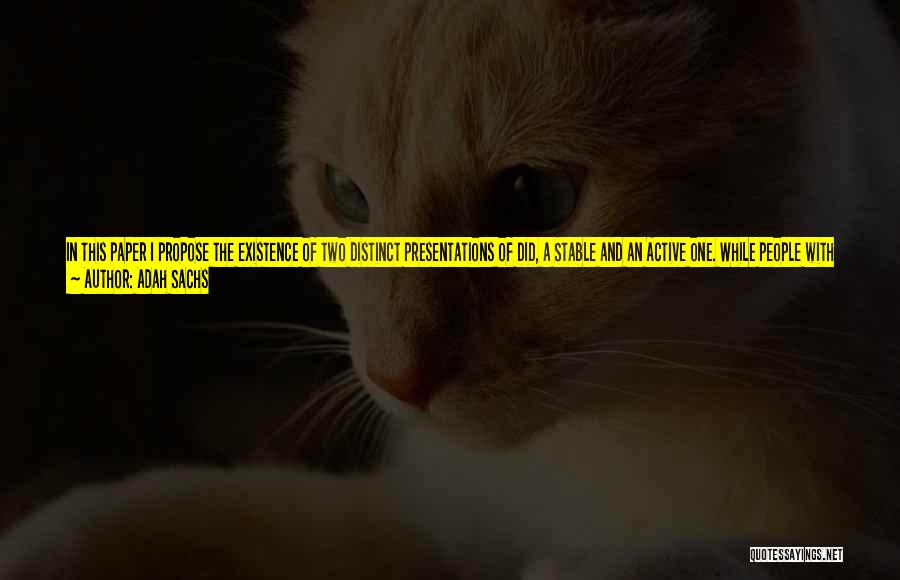 IN THIS PAPER I PROPOSE THE EXISTENCE OF TWO DISTINCT PRESENTATIONS OF DID, A STABLE AND AN ACTIVE ONE. WHILE PEOPLE WITH
~ AUTHOR: ADAH SACHS
QUOTESSAYINGS.NET